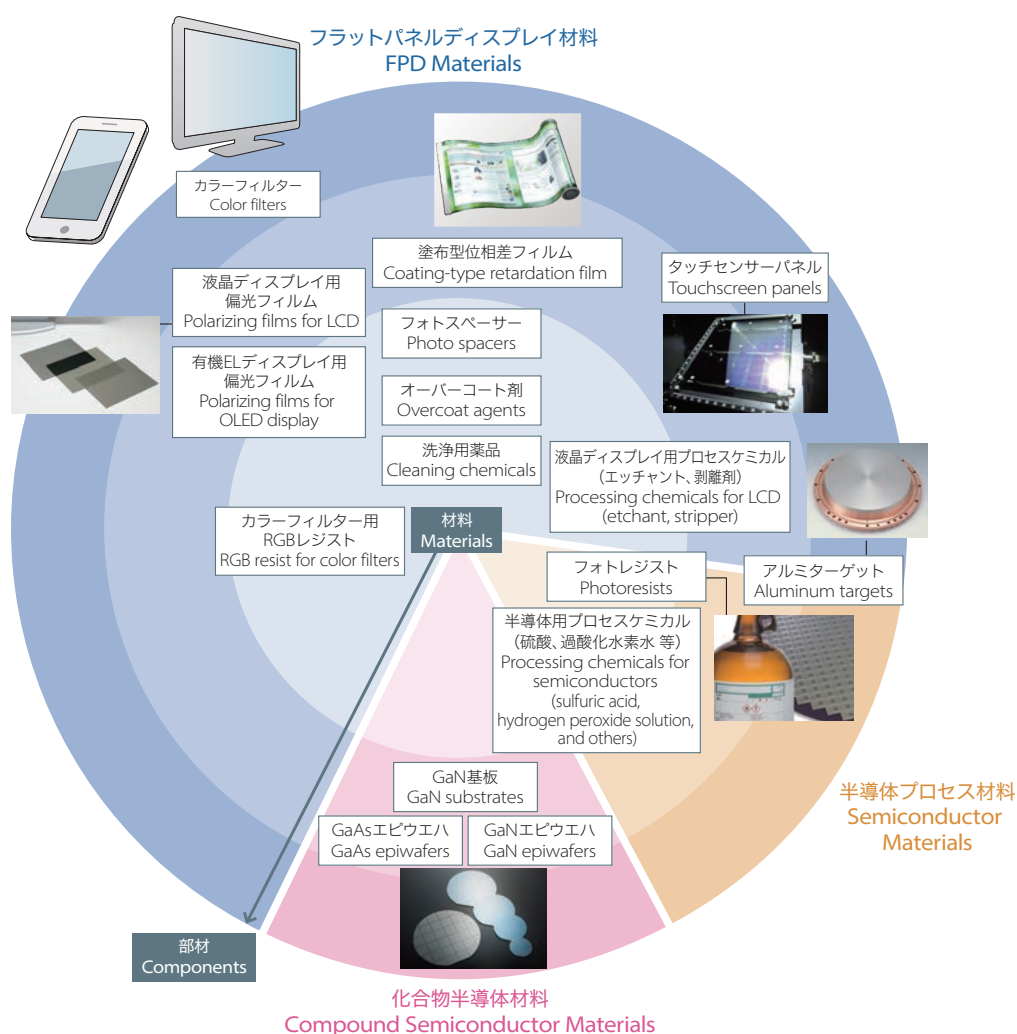 フラットパネルディスプレイ材料
FPD Materials
カラーフィルター
Color filters
塗布型位相差フィルム
Coating-type retardation film
タッチセンサーパネル
Touchscreen panels
液晶ディスプレイ用
偏光フィルム
Polarizing films for LCD
フォトスペーサー
Photo spacers
有機ELディスプレイ用
偏光フィルム
Polarizing films for
OLED display
オーバーコート剤
Overcoat agents
洗浄用薬品
Cleaning chemicals
液晶ディスプレイ用プロセスケミカル
（エッチャント、剥離剤）
Processing chemicals for LCD
(etchant, stripper)
カラーフィルター用
RGBレジスト
RGB resist for color filters
材料
Materials
フォトレジスト
Photoresists
アルミターゲット
Aluminum targets
半導体用プロセスケミカル
（硫酸、過酸化水素水 等）
Processing chemicals for
semiconductors
(sulfuric acid,
hydrogen peroxide solution,
and others)
GaN基板
GaN substrates
GaAsエピウエハ
GaAs epiwafers
GaNエピウエハ
GaN epiwafers
半導体プロセス材料
Semiconductor
Materials
部材
Components
化合物半導体材料
Compound Semiconductor Materials